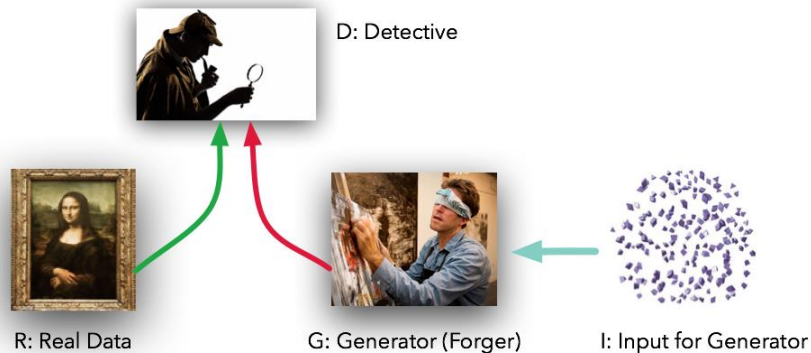 D: Detective
R: Real Data
G: Generator (Forger)
I: Input for Generator